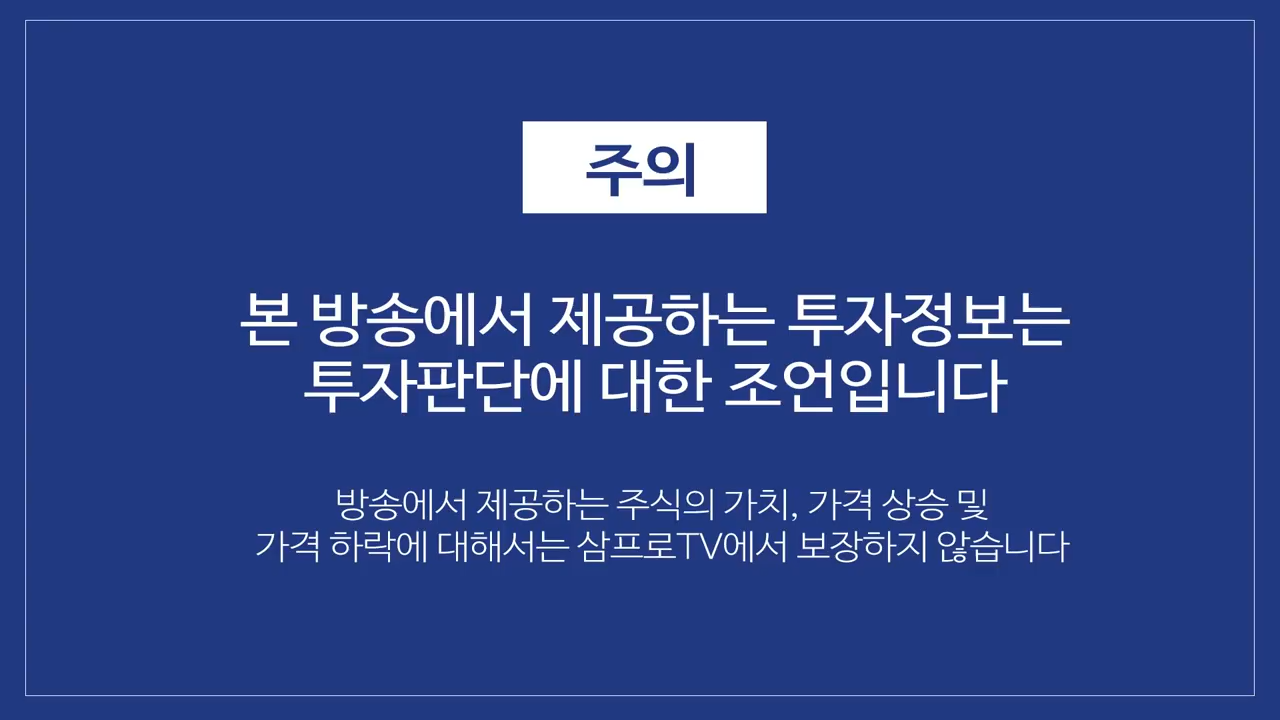 주의
본 방송에서 제공하는 투자정보는
투자판단에 대한 조언입니다
방송에서 제공하는 주식의 가치, 가격 상승 및
가격 하락에 대해서는 삼프로TV에서 보장하지 않습니다